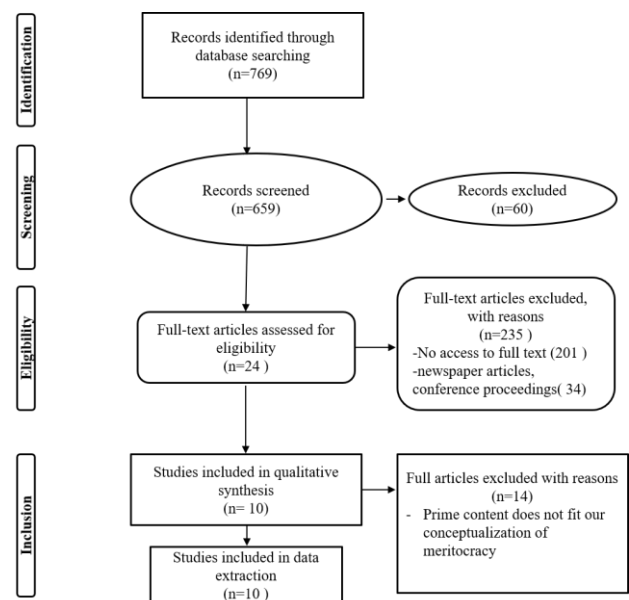 Identification
Records identified through
database searching
(n=769)
Screening
Records screened
(n=659)
Records excluded
(n=60)
Eligibility
Full-text articles assessed for
eligibility
(n=24 )
Full-text articles excluded,
with reasons
(n=235 )
-No access to full text (201 )
-newspaper articles,
conference proceedings( 34)
Inclusion
Studies included in qualitative
synthesis
(n= 10)
Full articles excluded with reasons
(n=14)
- Prime content does not fit our
conceptualization of
meritocracy
Studies included in data
extraction
(n=10 )